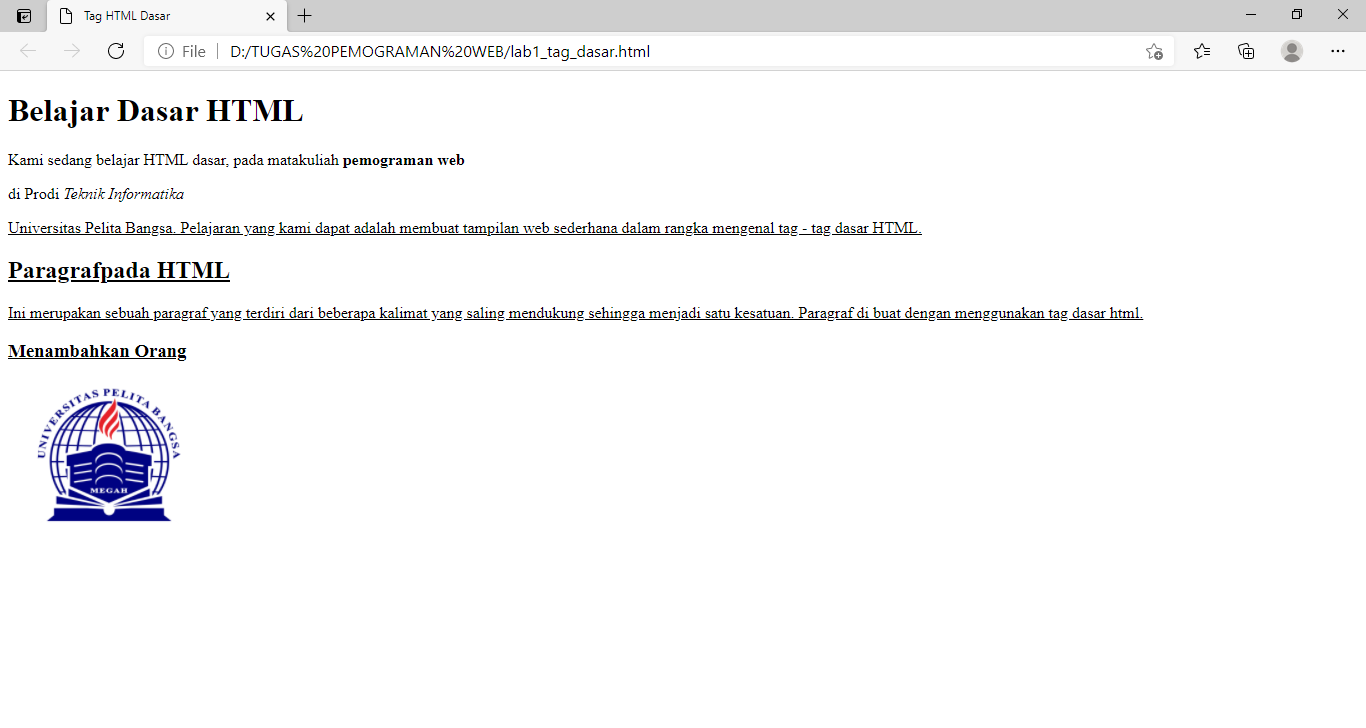 Tag HTML Dasar
File D:/TUGAS%20PEMOGRAMAN%20WEB/lab1_tag_dasar.html
Belajar Dasar HTML
Kami sedang belajar HTML dasar, pada matakuliah pemograman web
di Prodi Teknik Informatika
Universitas Pelita Bangsa. Pelajaran yang kami dapat adalah membuat tampilan web sederhana dalam rangka mengenal tag - tag dasar HTML.
Paragrafpada HTML
Ini merupakan sebuah paragraf yang terdiri dari beberapa kalimat yang saling mendukung sehingga menjadi satu kesatuan. Paragraf di buat dengan menggunakan tag dasar html.
Menambahkan Orang
UNIVERSITAS PELITA BANGSA
MEGAH